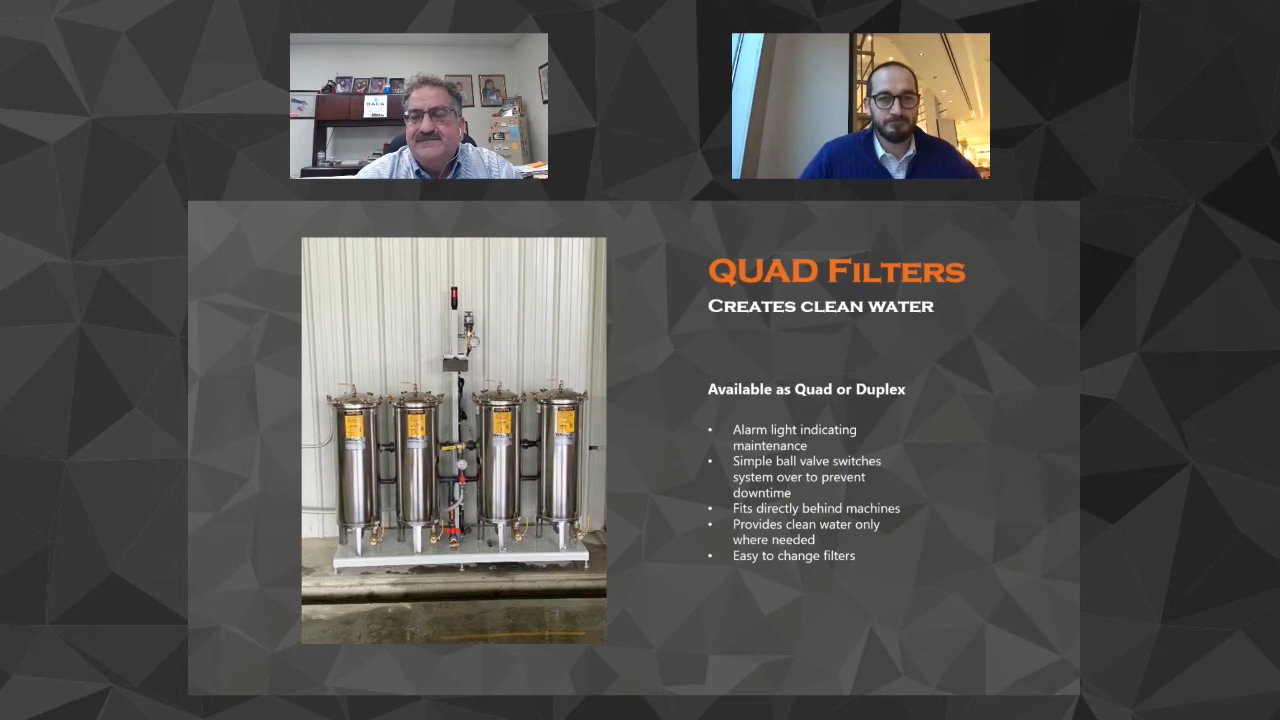 QUAD Filters
Creates clean water
Available as Quad or Duplex
• Alarm light indicating
maintenance
• Simple ball valve switches
system over to prevent
downtime
• Fits directly behind machines
• Provides clean water only
where needed
• Easy to change filters